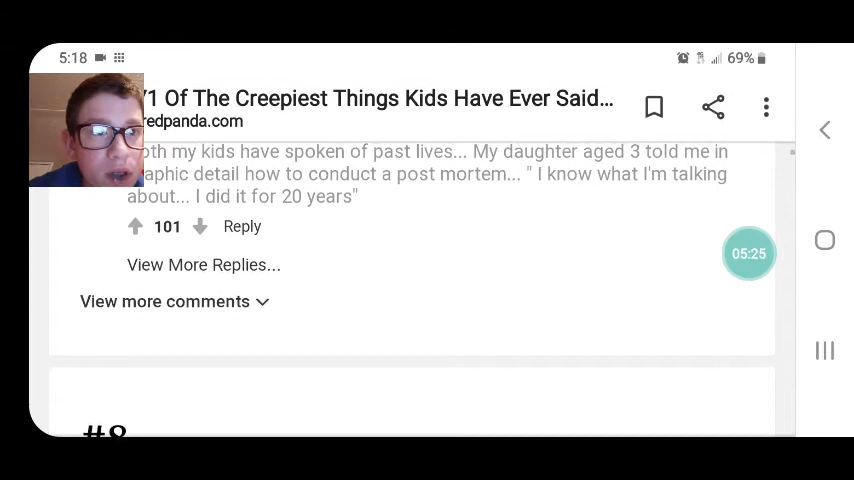 5:18 69%
/1 Of The Creepiest Things Kids Have Ever Said...
redpanda.com
oth my kids have spoken of past lives... My daughter aged 3 told me in
aphic detail how to conduct a post mortem... " I know what I'm talking
about... I did it for 20 years"
101 Reply
05:25
View More Replies...
View more comments
#8